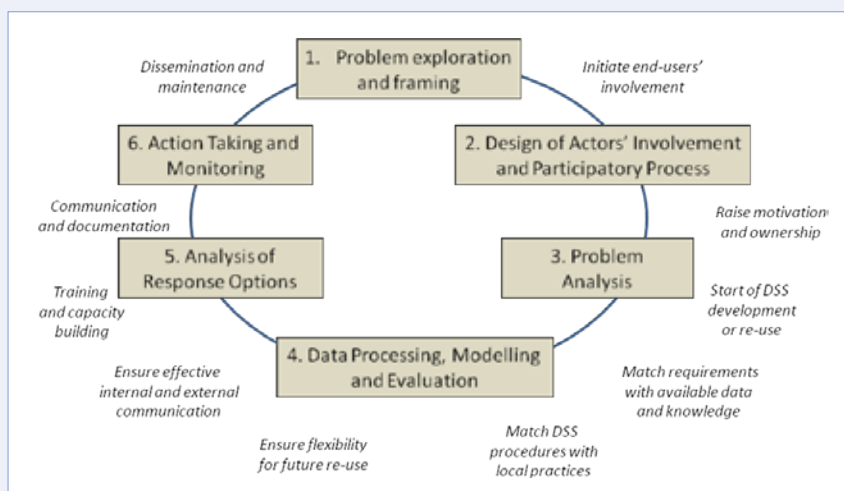 1. Problem exploration
and framing
Initiate end-users'
involvement
2. Design of Actors' Involvement
and Participatory Process
Raise motivation
and ownership
3. Problem
Analysis
Start of DSS
development
or re-use
Match requirements
with available data
and knowledge
Match DSS
procedures with
local practices
4. Data Processing, Modelling
and Evaluation
Ensure flexibility
for future re-use
Ensure effective
internal and external
communication
Training
and capacity
building
5. Analysis of
Response Options
Communication
and documentation
6. Action Taking and
Monitoring
Dissemination and
maintenance